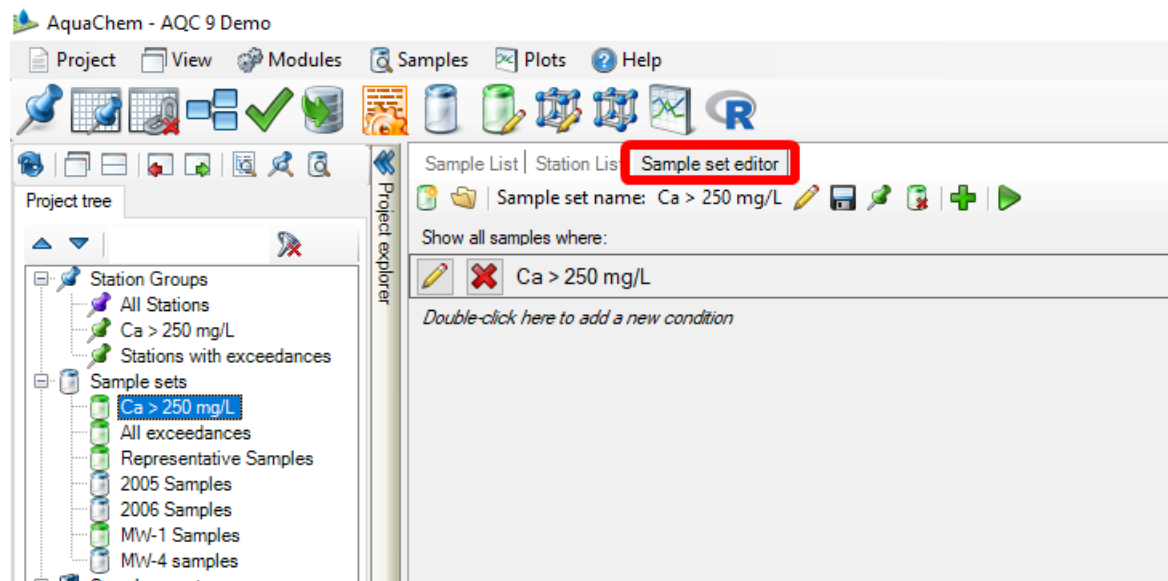 AquaChem - AQC 9 Demo
Project View Modules Samples Plots Help
R
Sample List Station Lis Sample set editor
Project tree
Project explorer
Sample set name: Ca > 250 mg/L
Show all samples where:
Ca > 250 mg/L
Double-click here to add a new condition
Station Groups
All Stations
Ca > 250 mg/L
Stations with exceedances
Sample sets
Ca > 250 mg/L
All exceedances
Representative Samples
2005 Samples
2006 Samples
MW-1 Samples
MW-4 samples